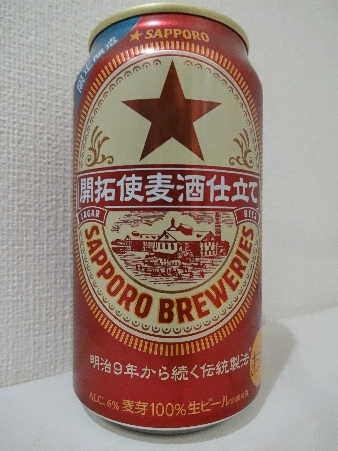 ★SAPPORO
開拓使麦酒仕立て
LAGAR BEER
SAPPORO BREWERIES
明治9年から続く伝統製法
ALC.6% 麦芽100%生ビール